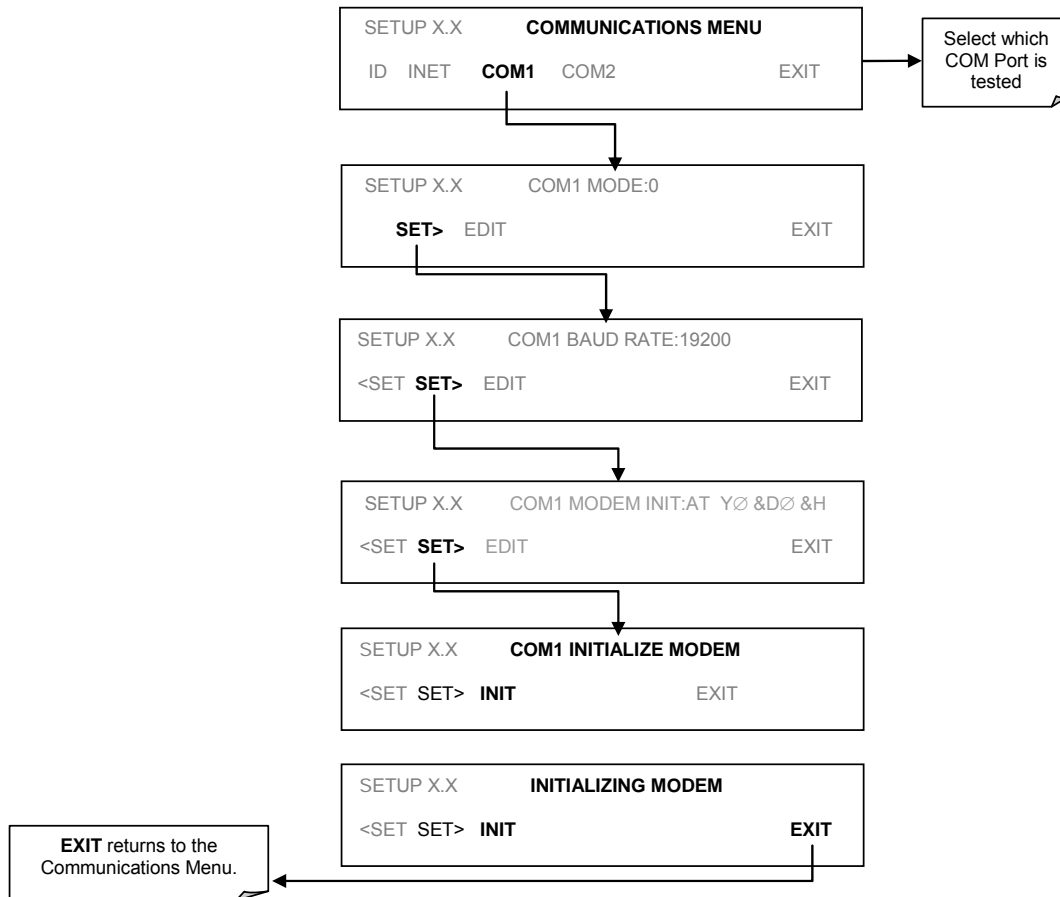 SETUP X.X COMMUNICATIONS MENU
ID INET COM1 COM2 EXIT
Select which
COM Port is
tested
SETUP X.X COM1 MODE:0
SET> EDIT EXIT
SETUP X.X COM1 BAUD RATE:19200
<SET SET> EDIT EXIT
SETUP X.X COM1 MODEM INIT:AT Y∅ &D∅ &H
<SET SET> EDIT EXIT
SETUP X.X COM1 INITIALIZE MODEM
<SET SET> INIT EXIT
SETUP X.X INITIALIZING MODEM
<SET SET> INIT EXIT
EXIT returns to the
Communications Menu.